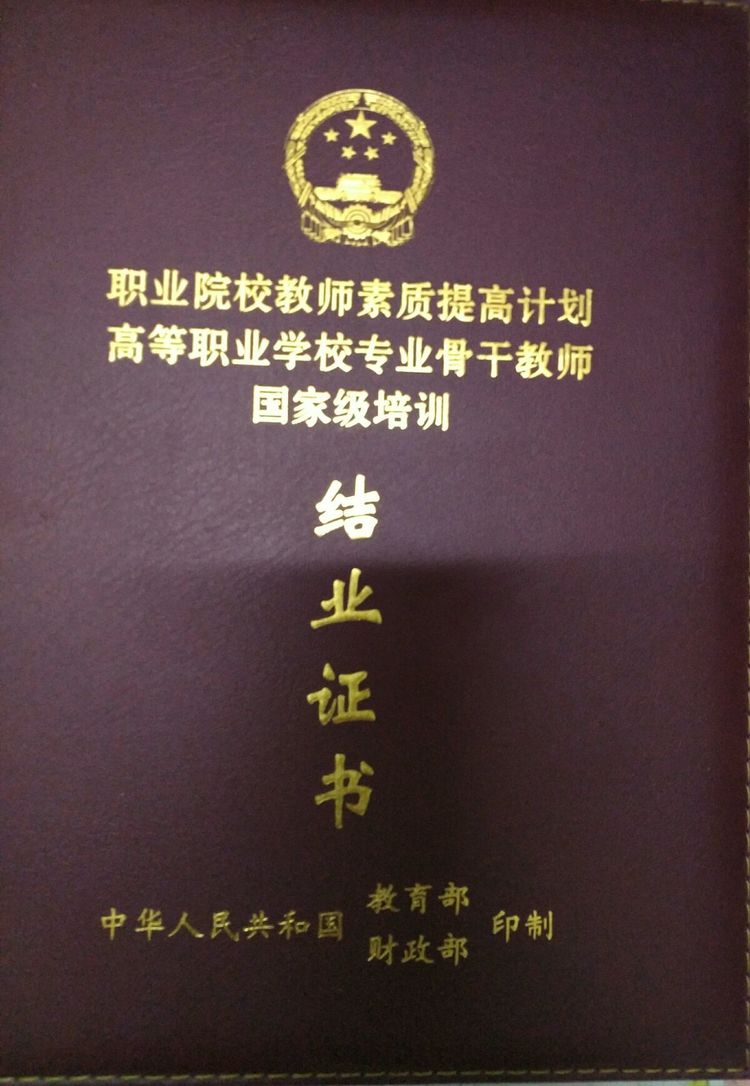 职业院校教师素质提高计划
高等职业学校专业骨干教师
国家级培训
结业证书
中华人民共和国 教育部 财政部 印制